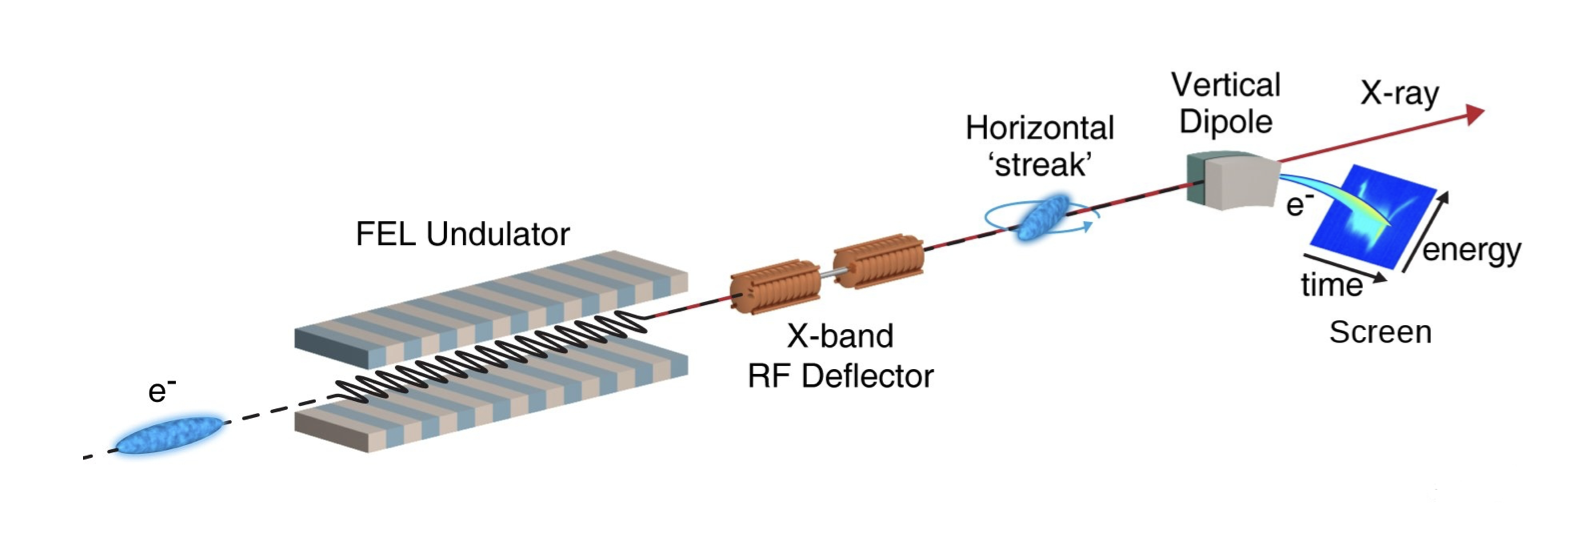 e-
FEL Undulator
X-band
RF Deflector
Horizontal
‘streak’
Vertical
Dipole
X-ray
e-
energy
time
Screen